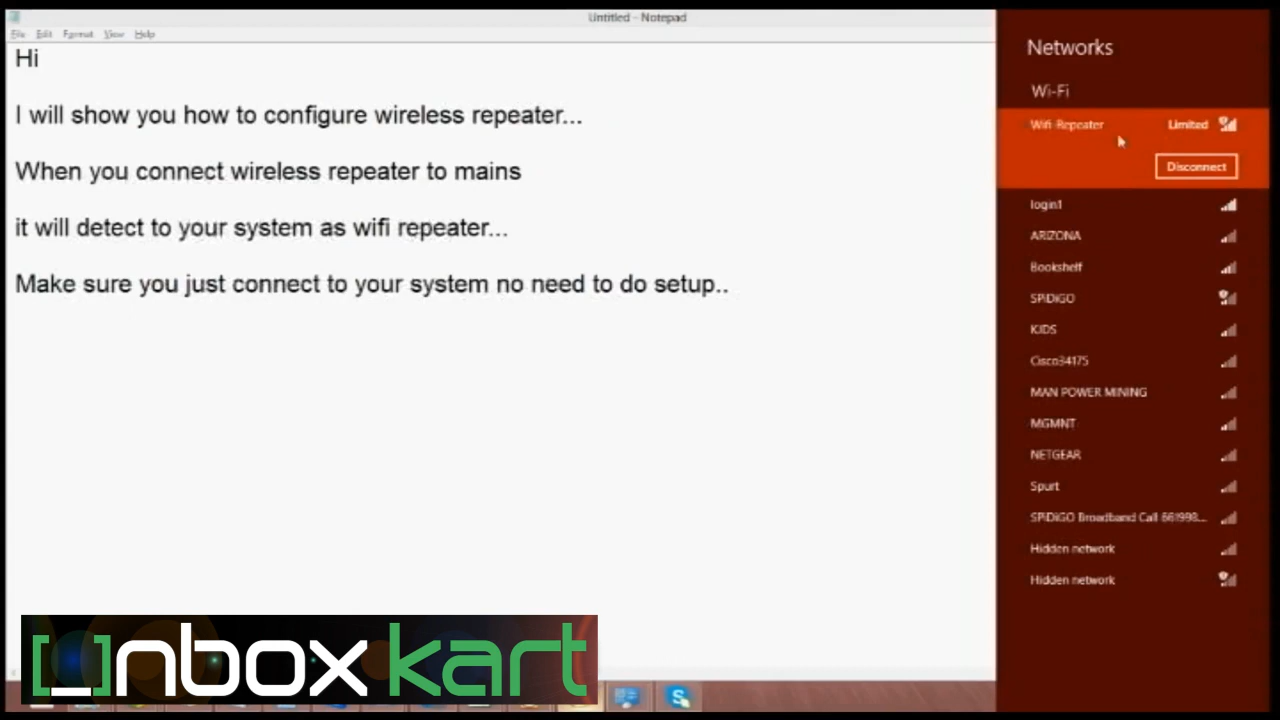 Untitled - Notepad
File Edit Format View Help
Hi
I will show you how to configure wireless repeater...
When you connect wireless repeater to mains
it will detect to your system as wifi repeater...
Make sure you just connect to your system no need to do setup..
Networks
Wi-Fi
Wifi-Repeater Limited
Disconnect
login1
ARIZONA
Bookshelf
SPiDiGO
KJDS
Cisco34175
MAN POWER MINING
MGMNT
NETGEAR
Spurt
SPiDiGO Broadband Call 661998...
Hidden network
Hidden network
[_]nbox kart